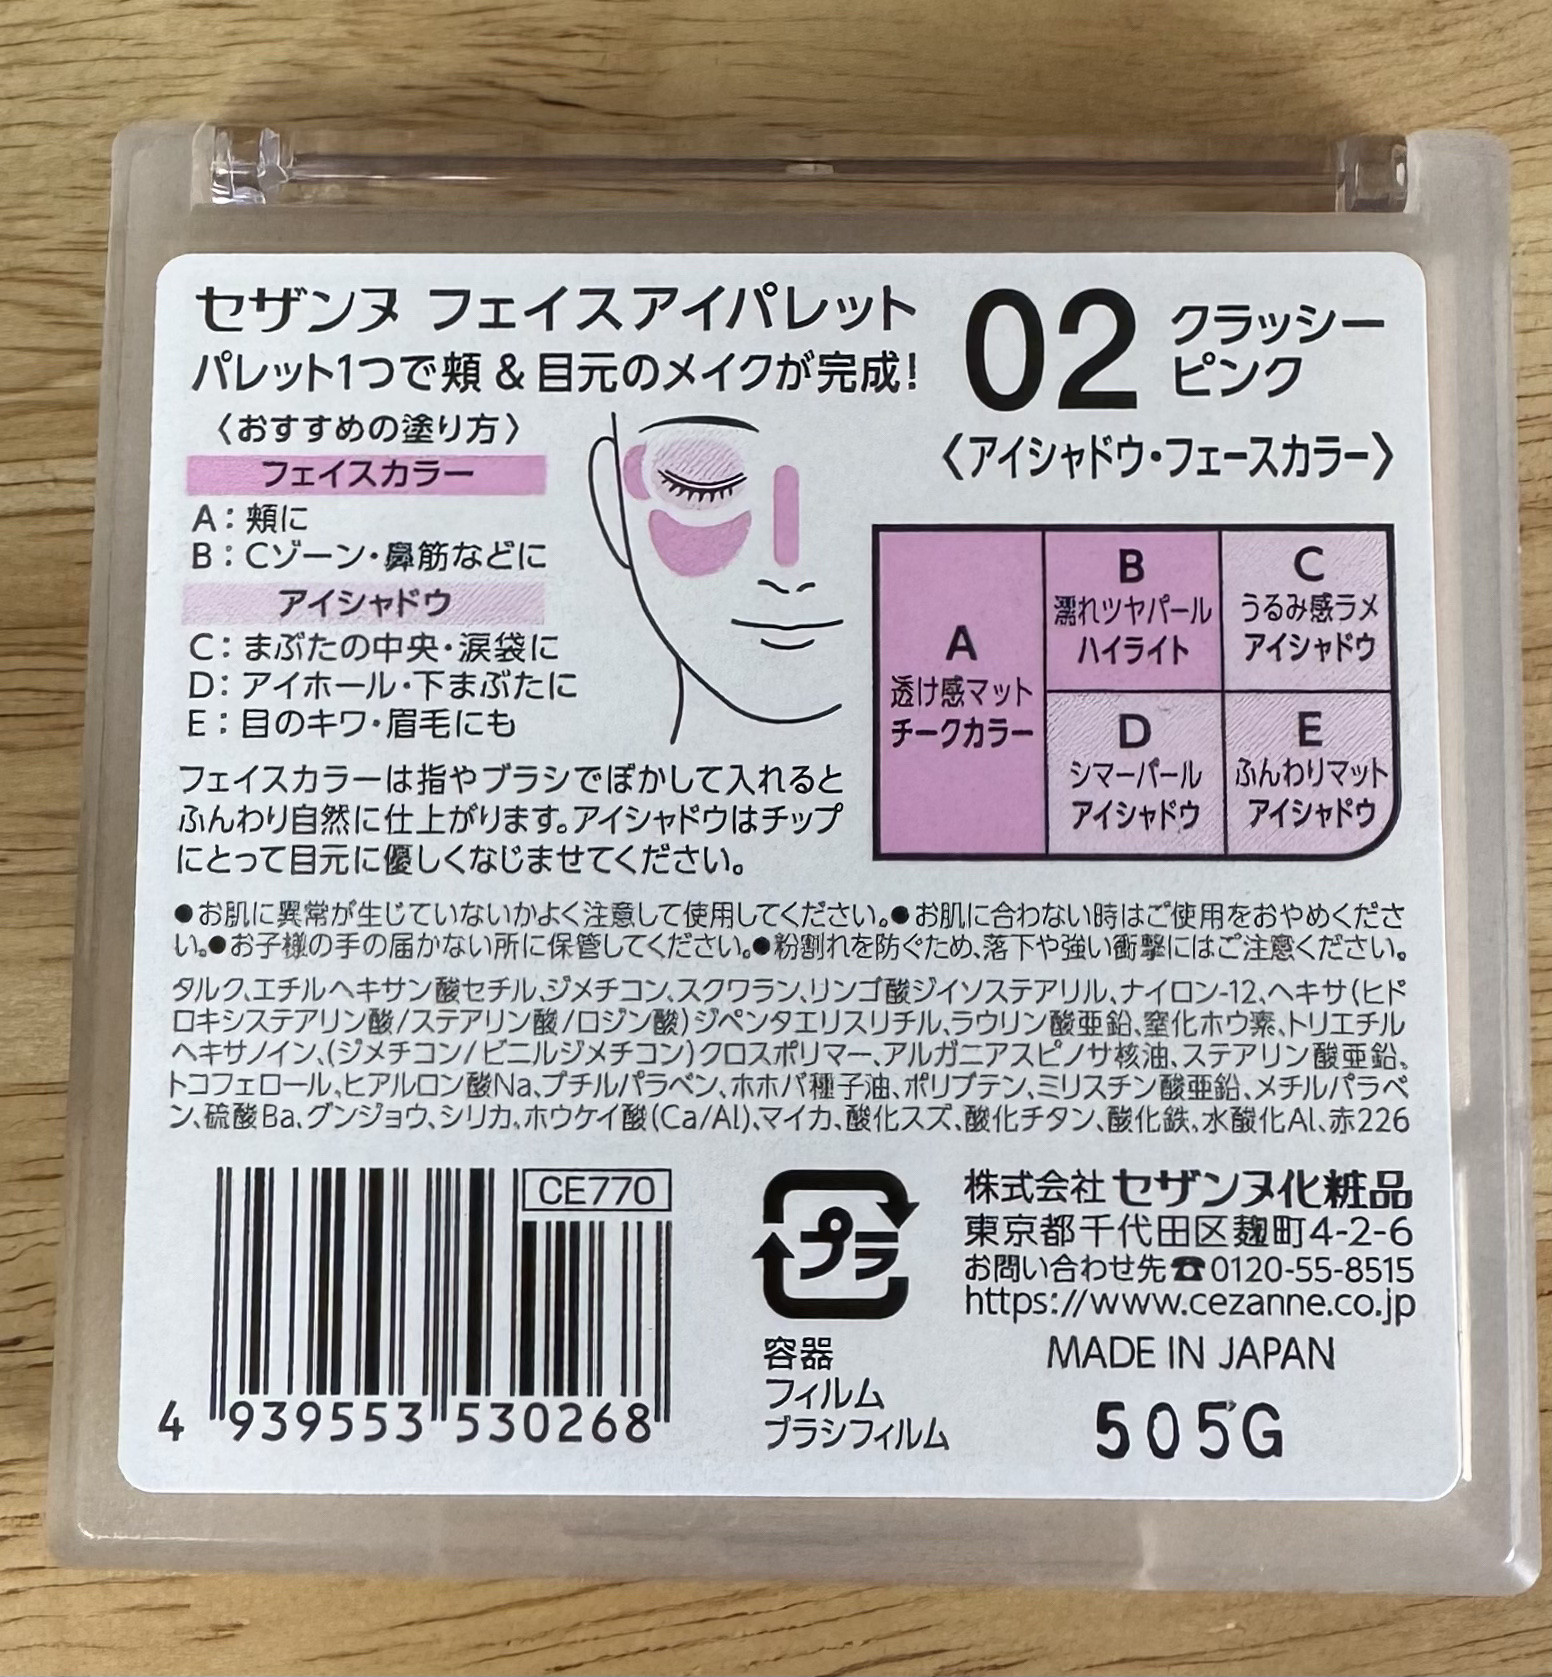 セザンヌ フェイスアイパレット
パレット1つで頬 & 目元のメイクが完成!
02 クラッシー
ピンク
〈アイシャドウ・フェースカラー〉
〈おすすめの塗り方〉
フェイスカラー
A：頬に
B：Cゾーン・鼻筋などに
アイシャドウ
C：まぶたの中央・涙袋に
D：アイホール・下まぶたに
E：目のキワ・眉毛にも
A
透け感マット
チークカラー
B
濡れツヤパール
ハイライト
C
うるみ感ラメ
アイシャドウ
D
シマーパール
アイシャドウ
E
ふんわりマット
アイシャドウ
フェイスカラーは指やブラシでぼかして入れると
ふんわり自然に仕上がります。アイシャドウはチップ
にとって目元に優しくなじませてください。
●お肌に異常が生じていないかよく注意して使用してください。●お肌に合わない時はご使用をおやめくださ
い。●お子様の手の届かない所に保管してください。●粉割れを防ぐため、落下や強い衝撃にはご注意ください。
タルク、エチルヘキサン酸セチル、ジメチコン、スクワラン、リンゴ酸ジイソステアリル、ナイロン-12、ヘキサ(ヒド
ロキシステアリン酸/ステアリン酸/ロジン酸)ジペンタエリスリチル、ラウリン酸亜鉛、窒化ホウ素、トリエチル
ヘキサノイン、(ジメチコン/ビニルジメチコン)クロスポリマー、アルガニアスピノサ核油、ステアリン酸亜鉛、
トコフェロール、ヒアルロン酸Na、ブチルパラベン、ホホバ種子油、ポリブテン、ミリスチン酸亜鉛、メチルパラベ
ン、硫酸Ba、グンジョウ、シリカ、ホウケイ酸(Ca/Al)、マイカ、酸化スズ、酸化チタン、酸化鉄、水酸化Al、赤226
CE770
4 939553 530268
プラ
容器
フィルム
ブラシフィルム
株式会社 セザンヌ化粧品
東京都千代田区麹町4-2-6
お問い合わせ先☎0120-55-8515
https://www.cezanne.co.jp
MADE IN JAPAN
505G